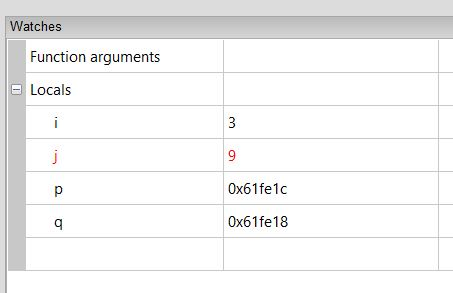 Watches
Function arguments
Locals
i 3
j 9
p 0x61fe1c
q 0x61fe18